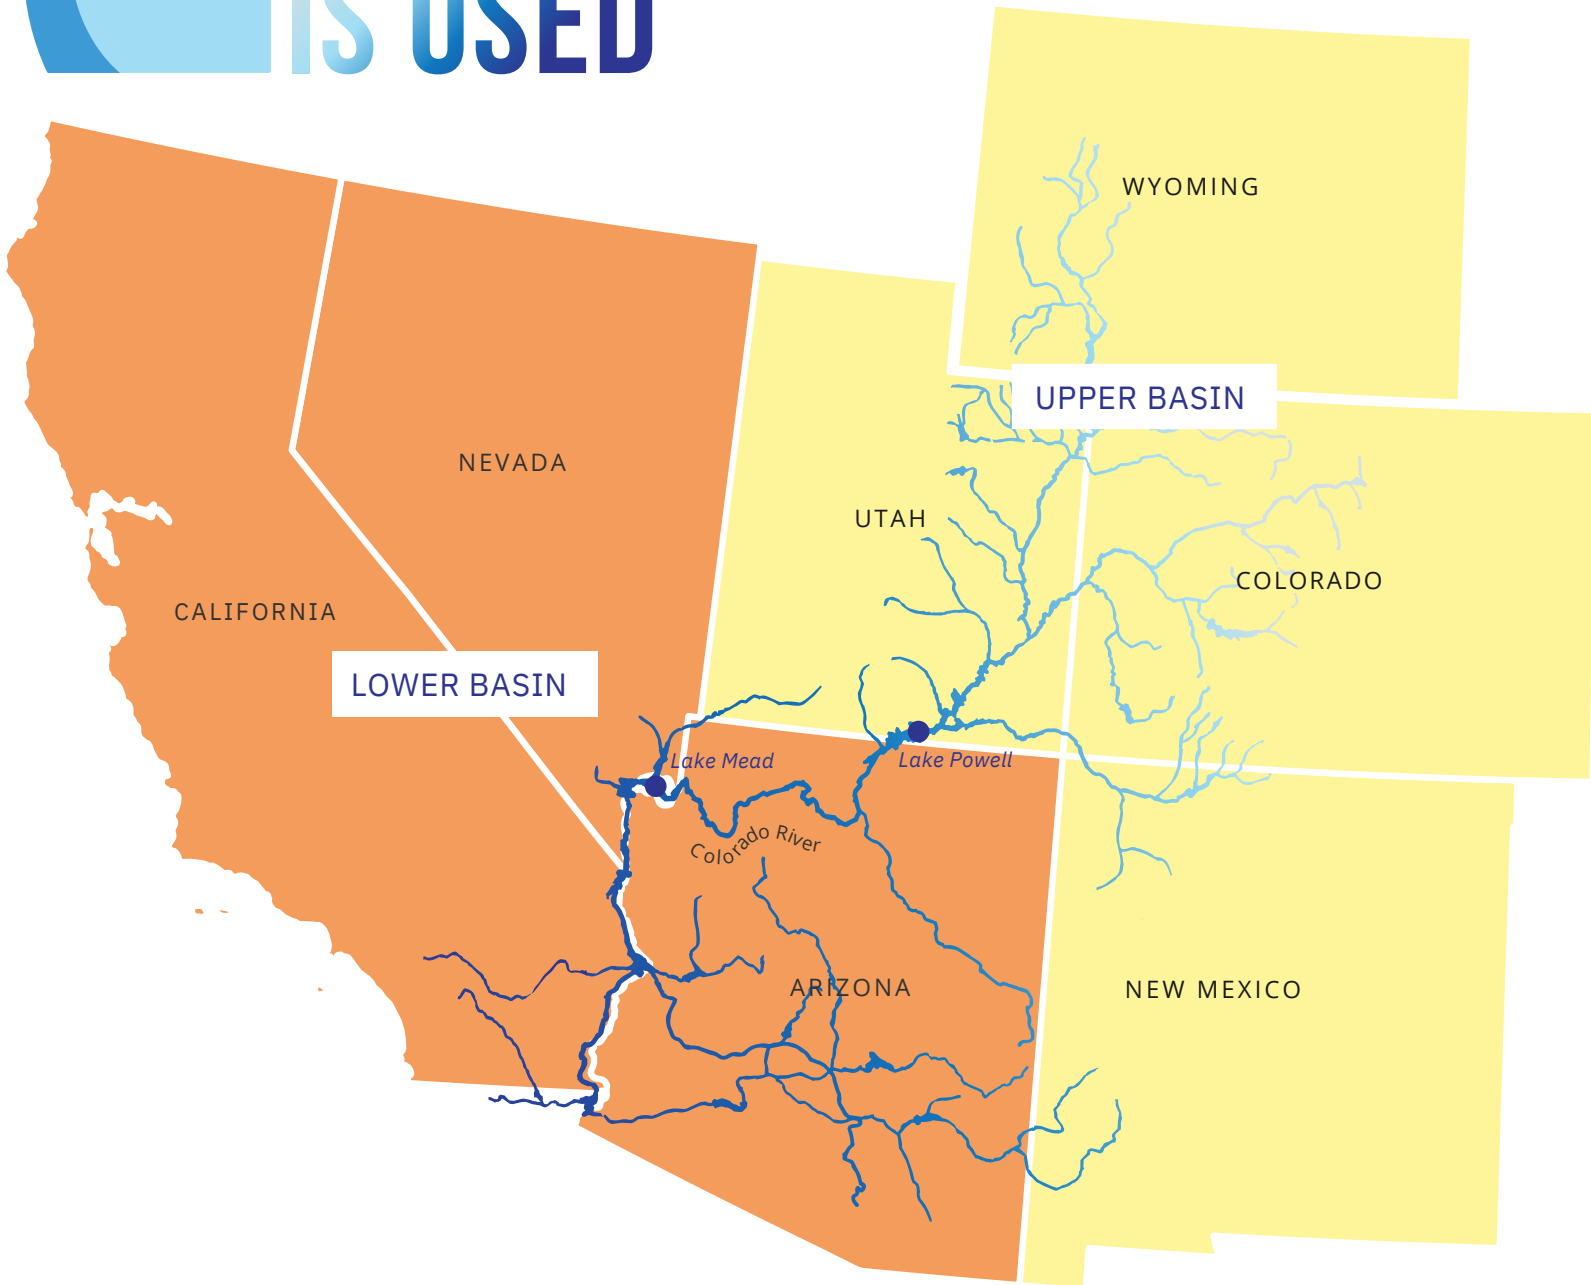 IS USED
WYOMING
UPPER BASIN
NEVADA
UTAH
COLORADO
CALIFORNIA
LOWER BASIN
Lake Mead
Lake Powell
Colorado River
ARIZONA
NEW MEXICO